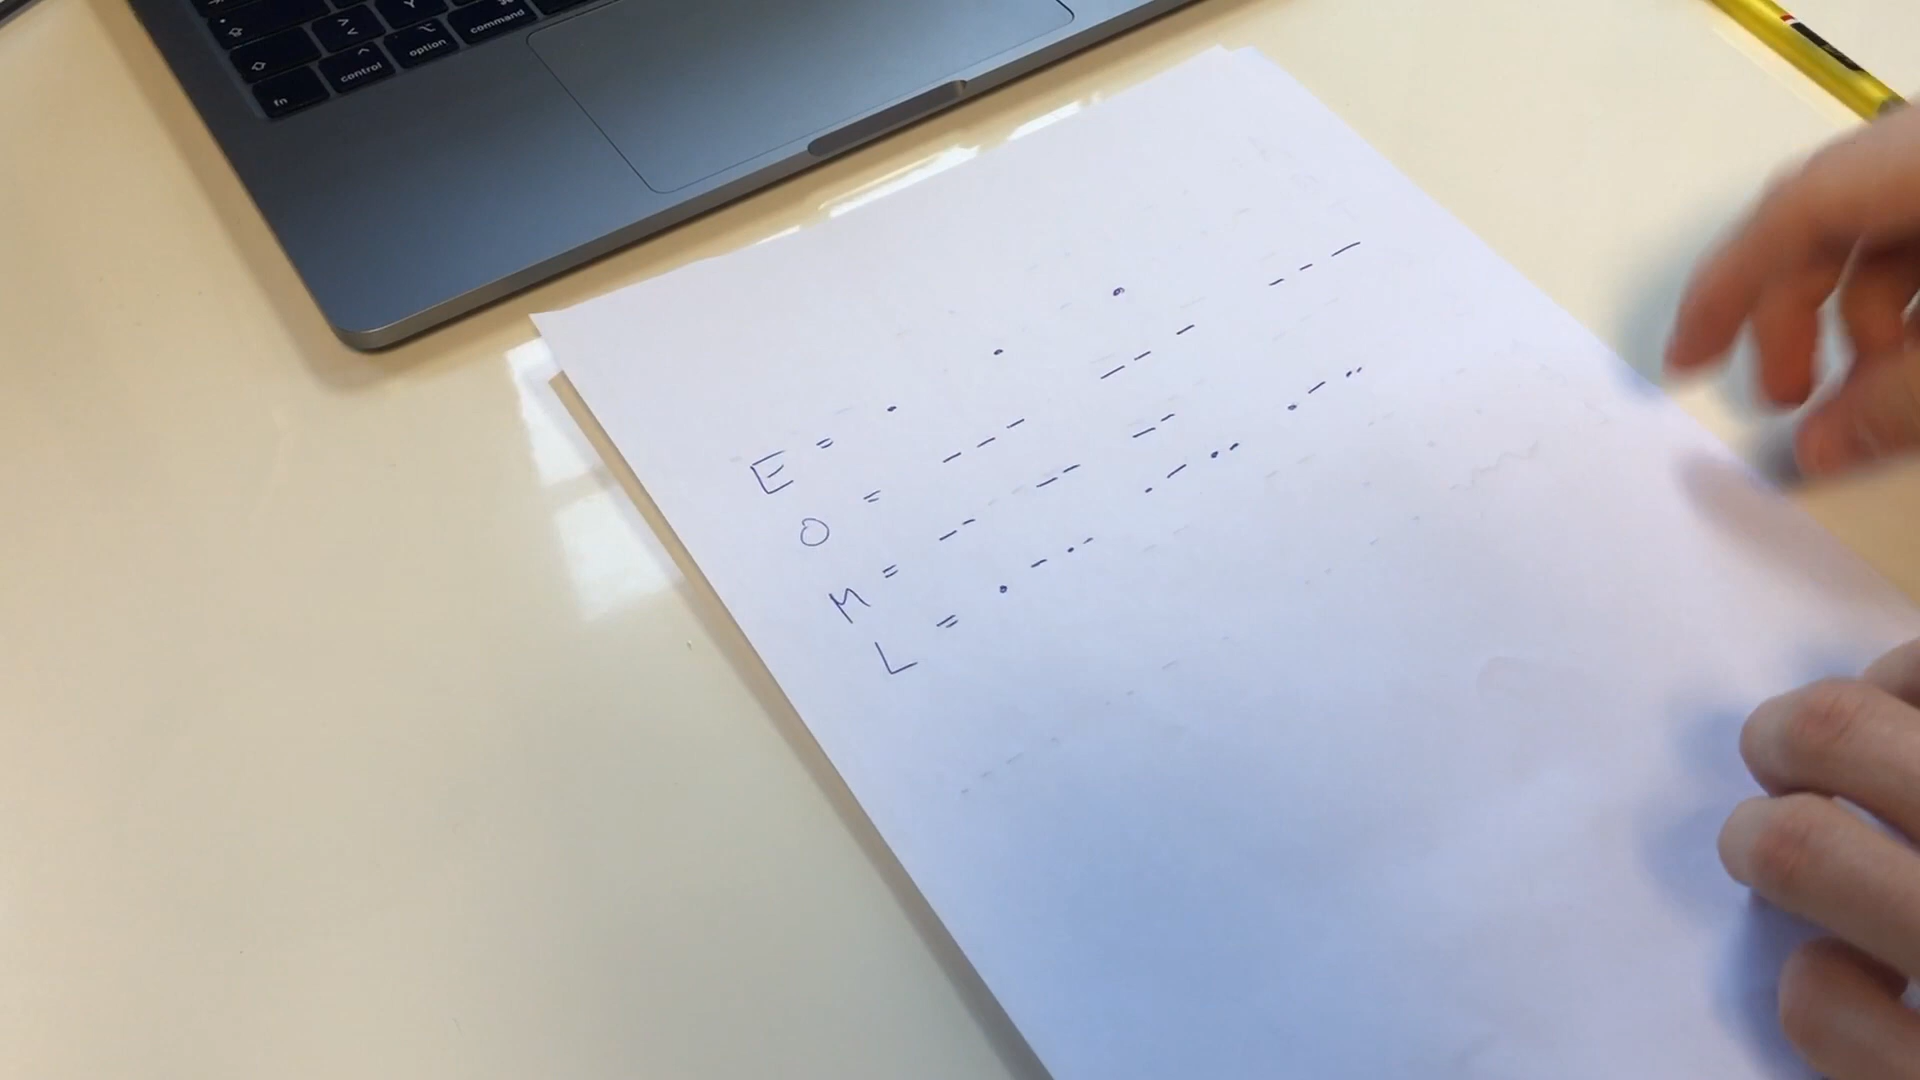 fn control option command
E = . . .
O = --- --- ---
M = -- -- --
L = .-.. .-.. .-..